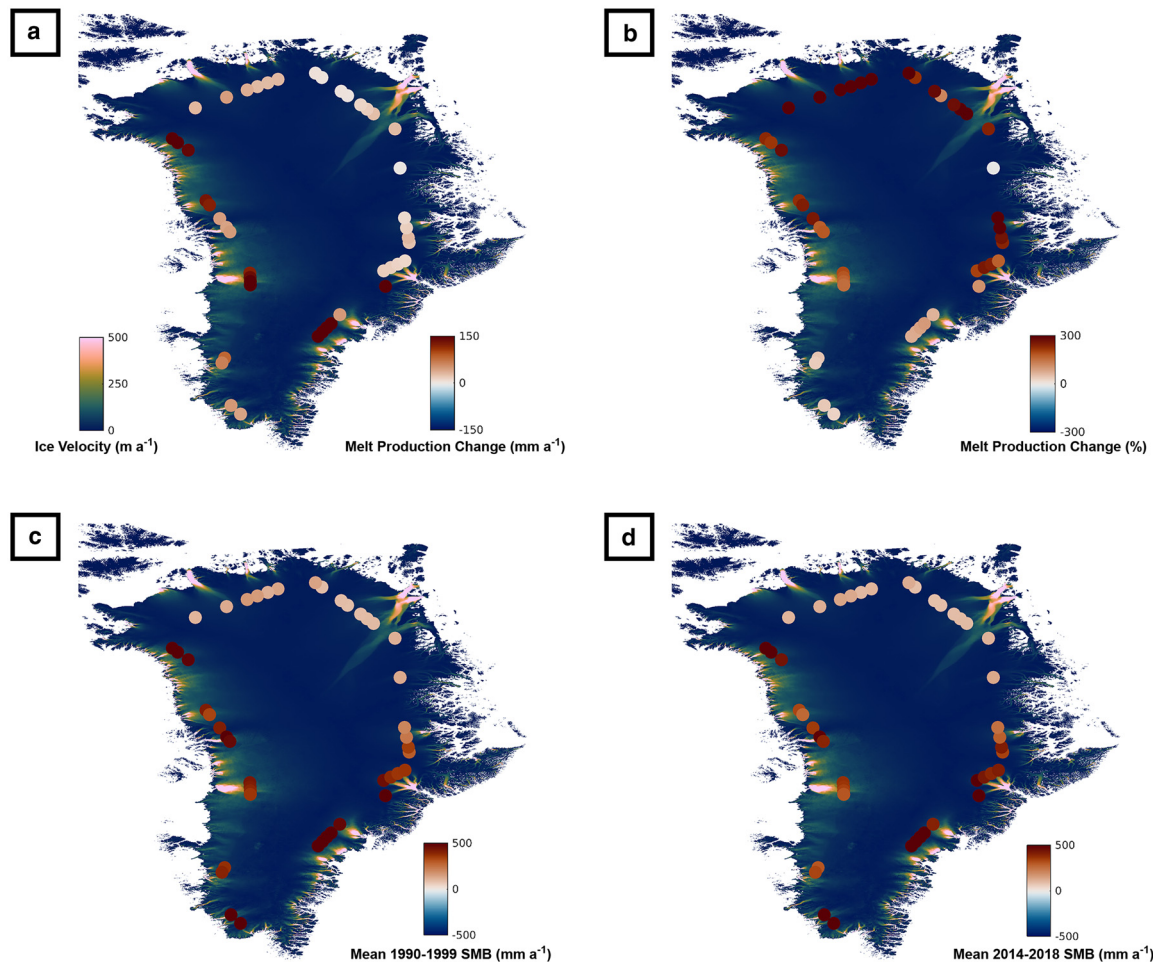 a
b
500
250
0
Ice Velocity (m a-1)
150
0
-150
Melt Production Change (mm a-1)
300
0
-300
Melt Production Change (%)
c
d
500
0
-500
Mean 1990-1999 SMB (mm a-1)
500
0
-500
Mean 2014-2018 SMB (mm a-1)